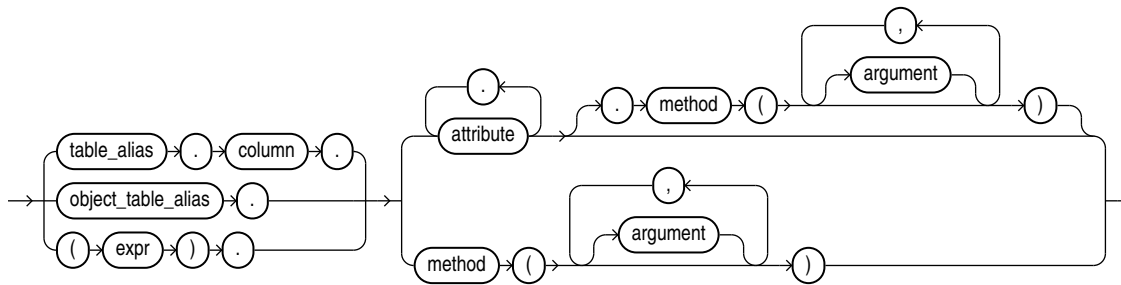 ,
argument
.
. method ( )
attribute
table_alias . column .
,
object_table_alias .
argument
( expr ) .
method ( )